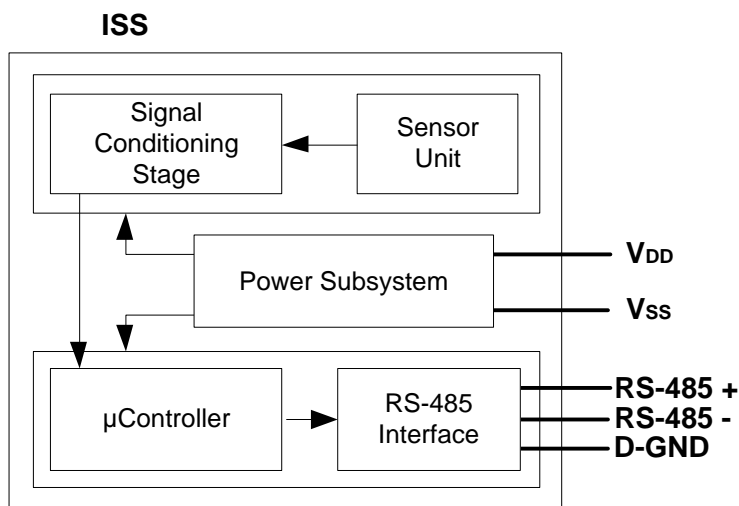 ISS
Signal
Conditioning
Stage
Sensor
Unit
Power Subsystem
VDD
VSS
µController
RS-485
Interface
RS-485 +
RS-485 -
D-GND